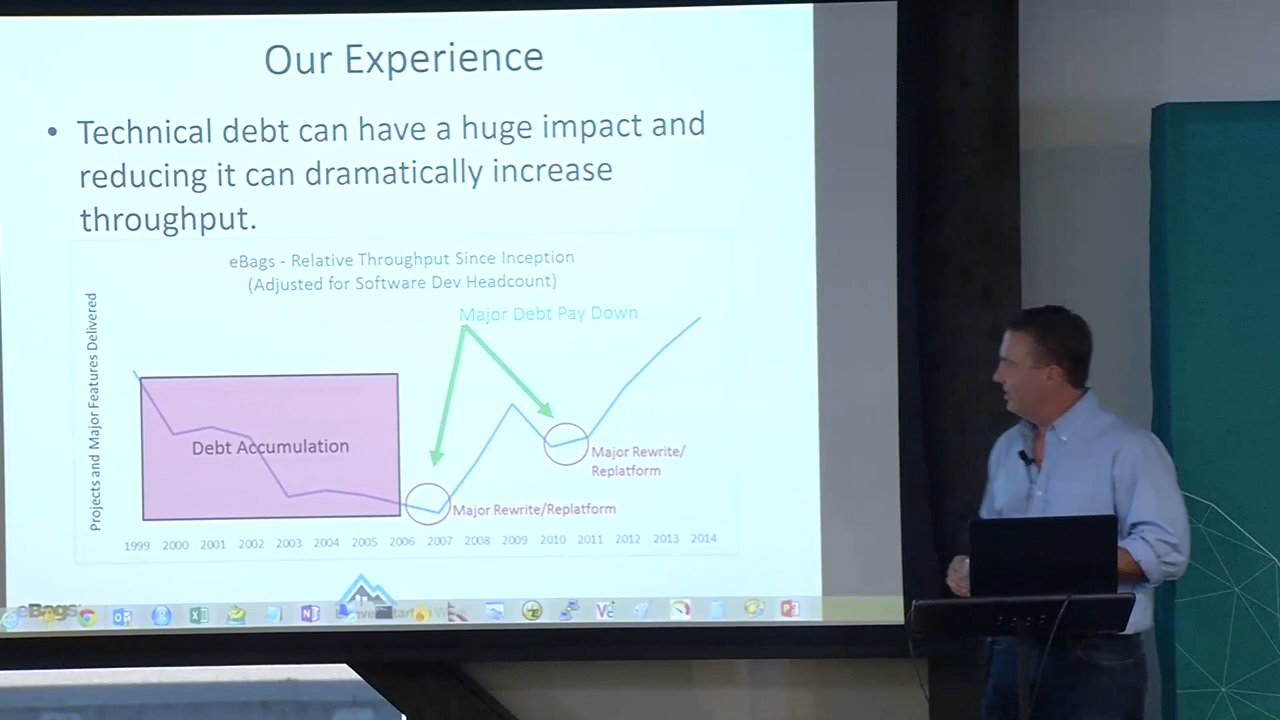 Our Experience
• Technical debt can have a huge impact and
reducing it can dramatically increase
throughput.
eBags - Relative Throughput Since Inception
(Adjusted for Software Dev Headcount)
Projects and Major Features Delivered
Major Debt Pay Down
Debt Accumulation
Major Rewrite/
Replatform
Major Rewrite/Replatform
1999 2000 2001 2002 2003 2004 2005 2006 2007 2008 2009 2010 2011 2012 2013 2014
eBags